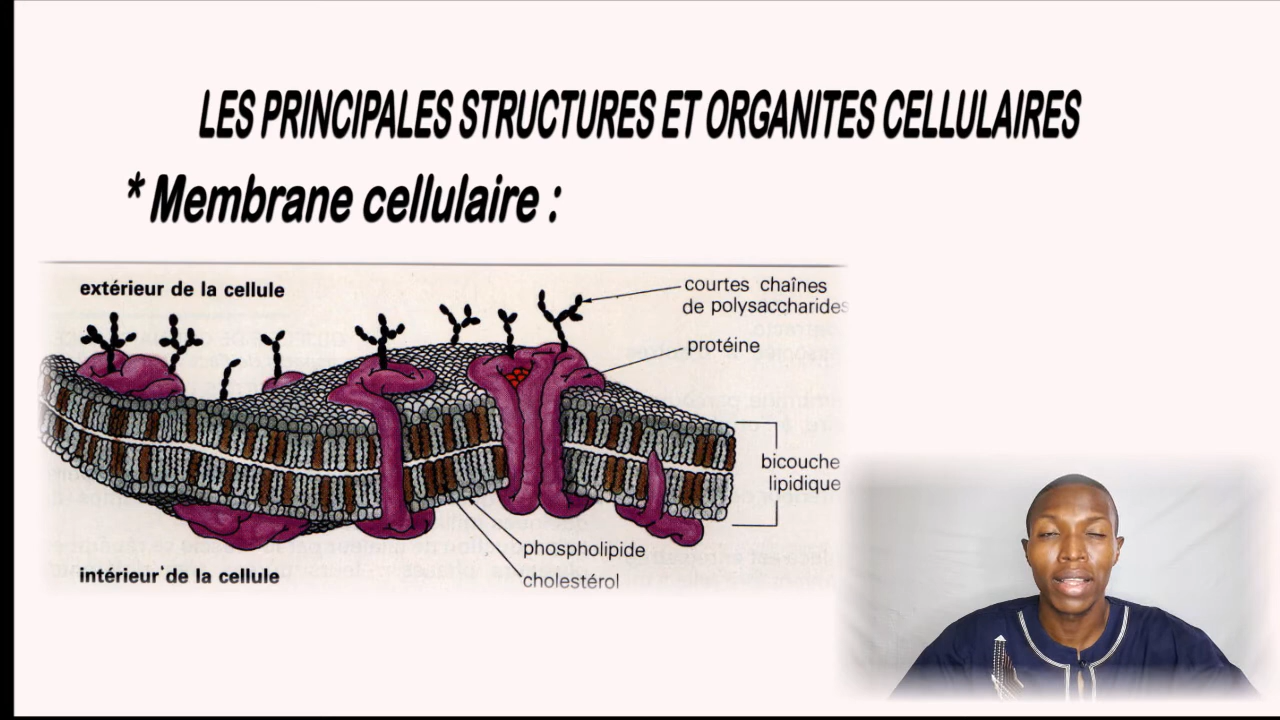 LES PRINCIPALES STRUCTURES ET ORGANITES CELLULAIRES
* Membrane cellulaire :
extérieur de la cellule
courtes chaînes
de polysaccharides
protéine
bicouche
lipidique
phospholipide
cholestérol
intérieur de la cellule